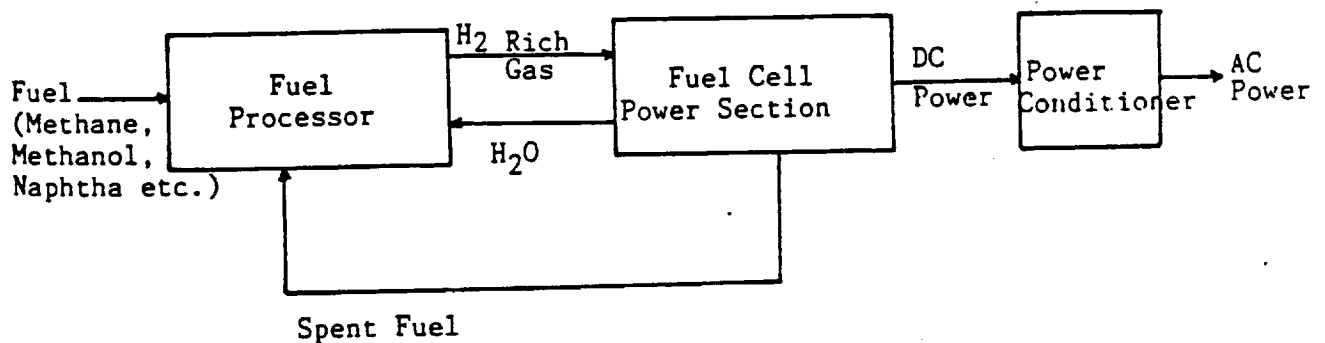 Fuel
(Methane,
Methanol,
Naphtha etc.)
Fuel
Processor
H2 Rich
Gas
H2O
Fuel Cell
Power Section
DC
Power
Power
Conditioner
AC
Power
Spent Fuel